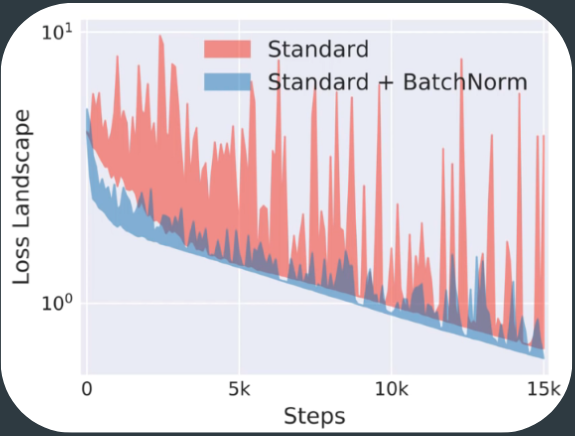 10¹
Standard
Standard + BatchNorm
Loss Landscape
10⁰
0 5k 10k 15k
Steps